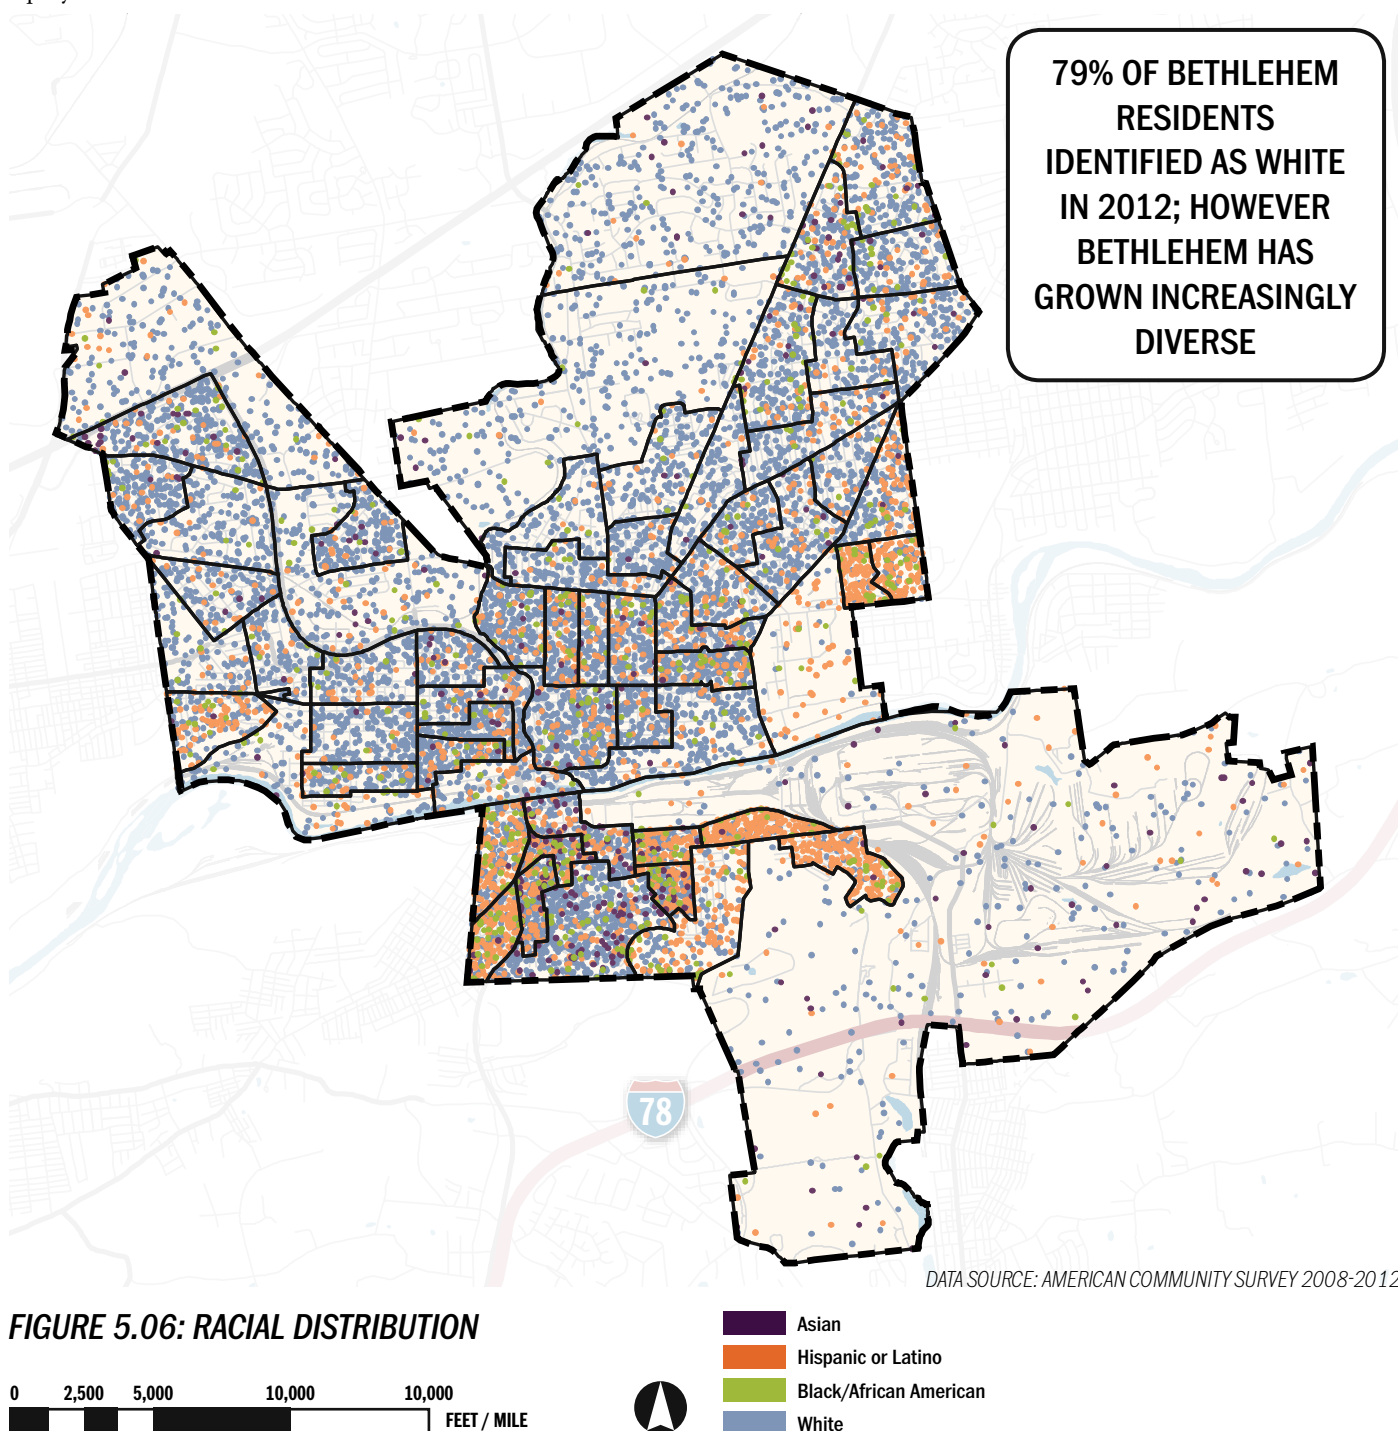 79% OF BETHLEHEM
RESIDENTS
IDENTIFIED AS WHITE
IN 2012; HOWEVER
BETHLEHEM HAS
GROWN INCREASINGLY
DIVERSE
78
DATA SOURCE: AMERICAN COMMUNITY SURVEY 2008-2012
FIGURE 5.06: RACIAL DISTRIBUTION
Asian
Hispanic or Latino
Black/African American
White
0 2,500 5,000 10,000 10,000
FEET / MILE